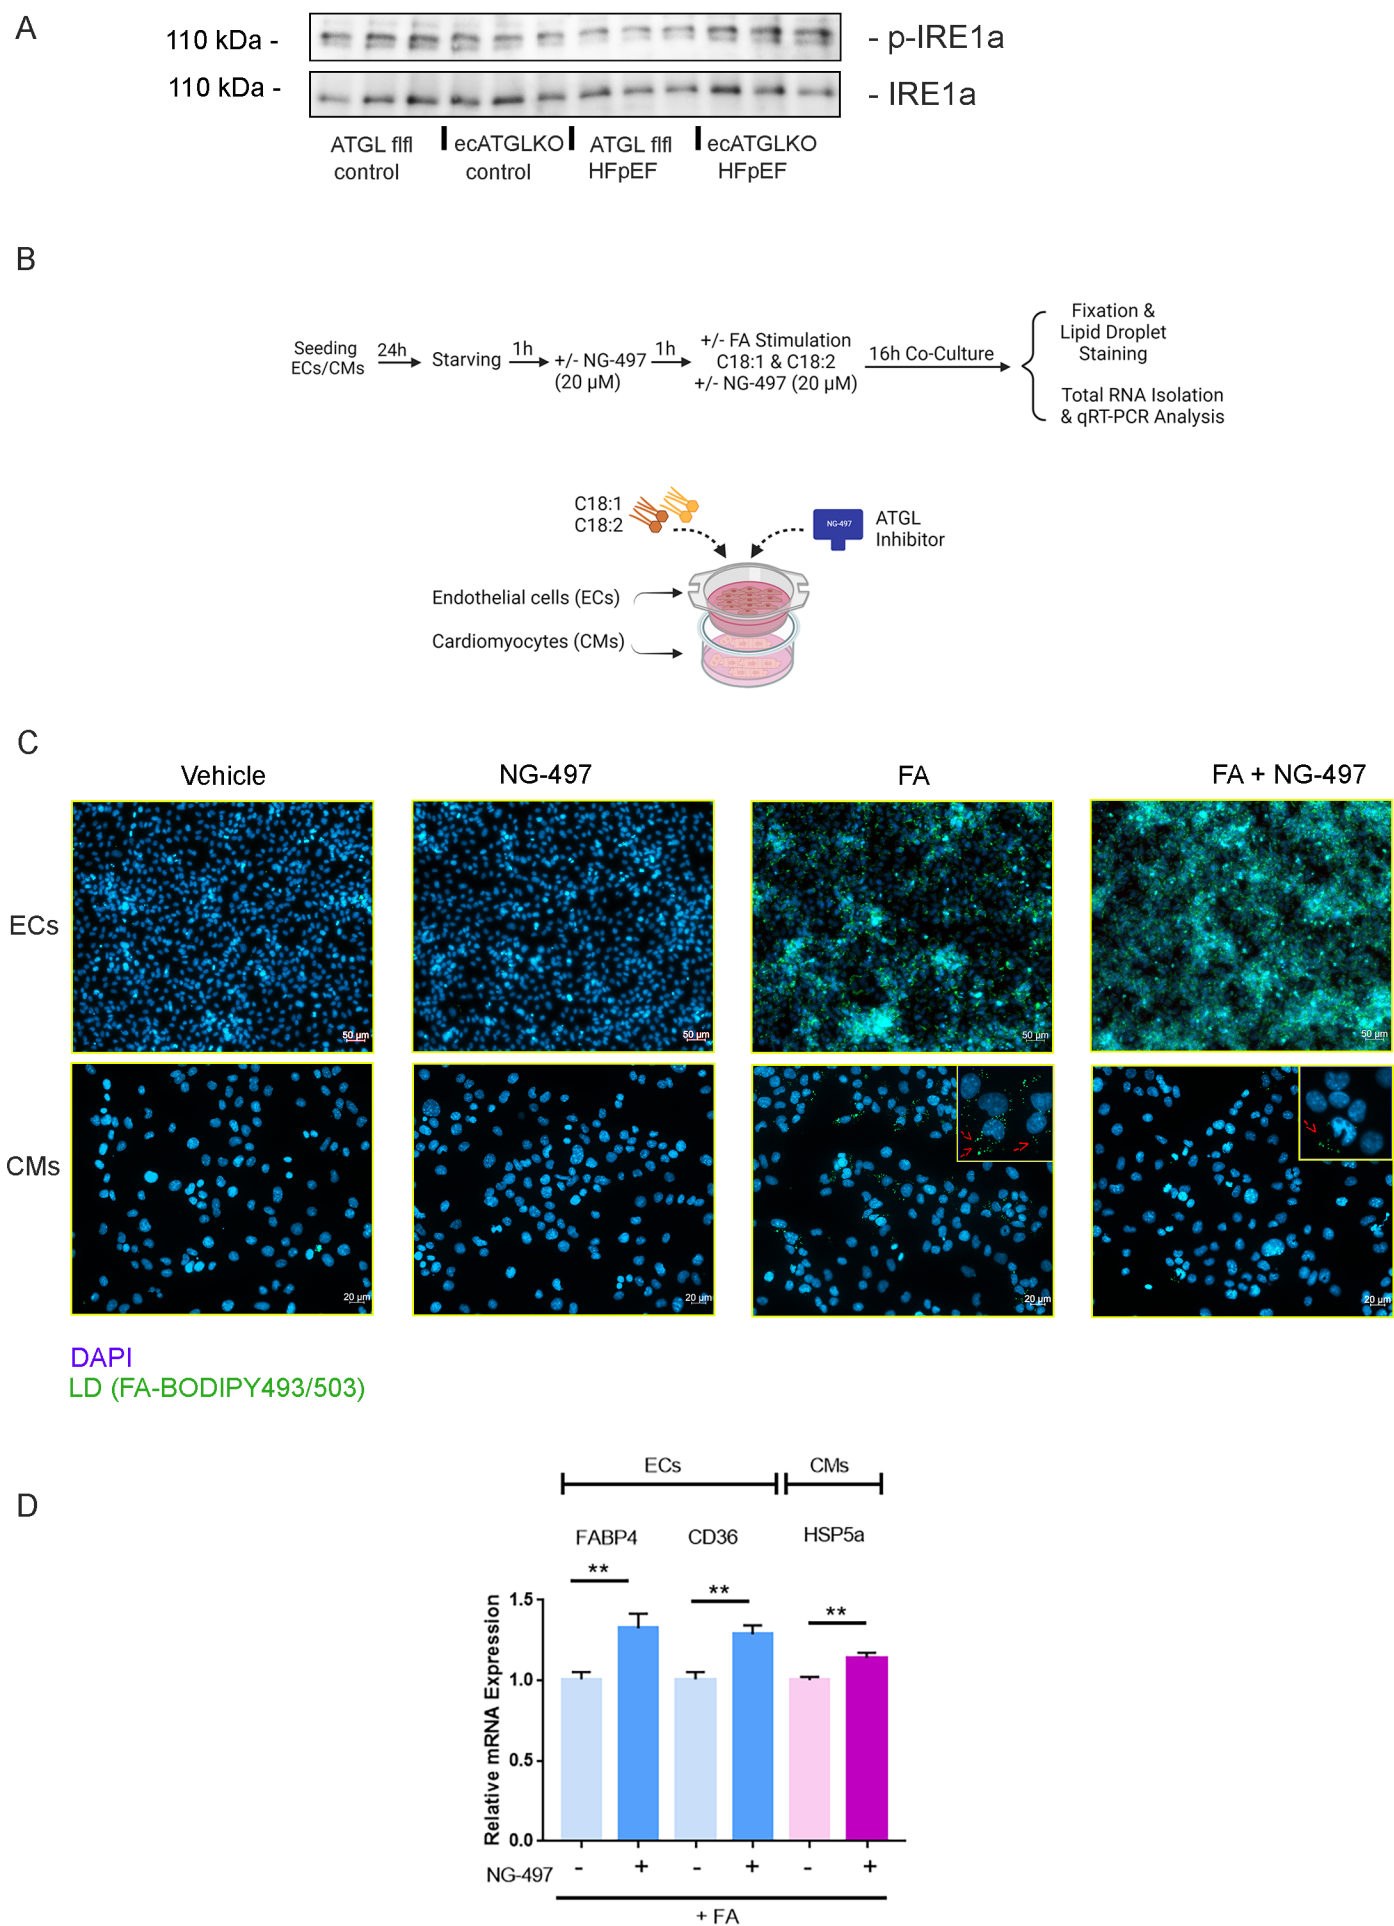 A
110 kDa -
- p-IRE1a
110 kDa -
- IRE1a
ATGL flfl
control
ecATGLKO
control
ATGL flfl
HFpEF
ecATGLKO
HFpEF
B
Seeding
ECs/CMs
24h
Starving
1h
+/- NG-497
(20 µM)
1h
+/- FA Stimulation
C18:1 & C18:2
+/- NG-497 (20 µM)
16h Co-Culture
Fixation &
Lipid Droplet
Staining
Total RNA Isolation
& qRT-PCR Analysis
C18:1
C18:2
NG-497
ATGL
Inhibitor
Endothelial cells (ECs)
Cardiomyocytes (CMs)
C
Vehicle
NG-497
FA
FA + NG-497
ECs
50 µm
50 µm
50 µm
50 µm
CMs
20 µm
20 µm
20 µm
20 µm
DAPI
LD (FA-BODIPY493/503)
D
ECs
CMs
FABP4
CD36
HSP5a
**
**
**
Relative mRNA Expression
1.5
1.0
0.5
0.0
NG-497
- + - + - +
+ FA